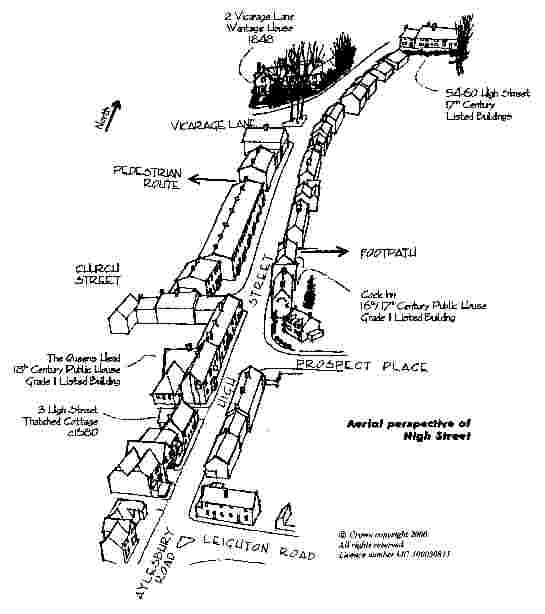 2 Vicarage Lane
Wantage House
1848
54-60 High Street
17th Century
Listed Buildings
North
VICARAGE LANE
PEDESTRIAN
ROUTE
FOOTPATH
CHURCH
STREET
Cock Inn
16th/17th Century Public House
Grade II Listed Building
HIGH STREET
The Queens Head
18th Century Public House
Grade II Listed Building
PROSPECT PLACE
3 High Street
Thatched Cottage
c1580
Aerial perspective of
High Street
AYLESBURY
ROAD
LEIGHTON ROAD
© Crown copyright 2000
All rights reserved
Licence number